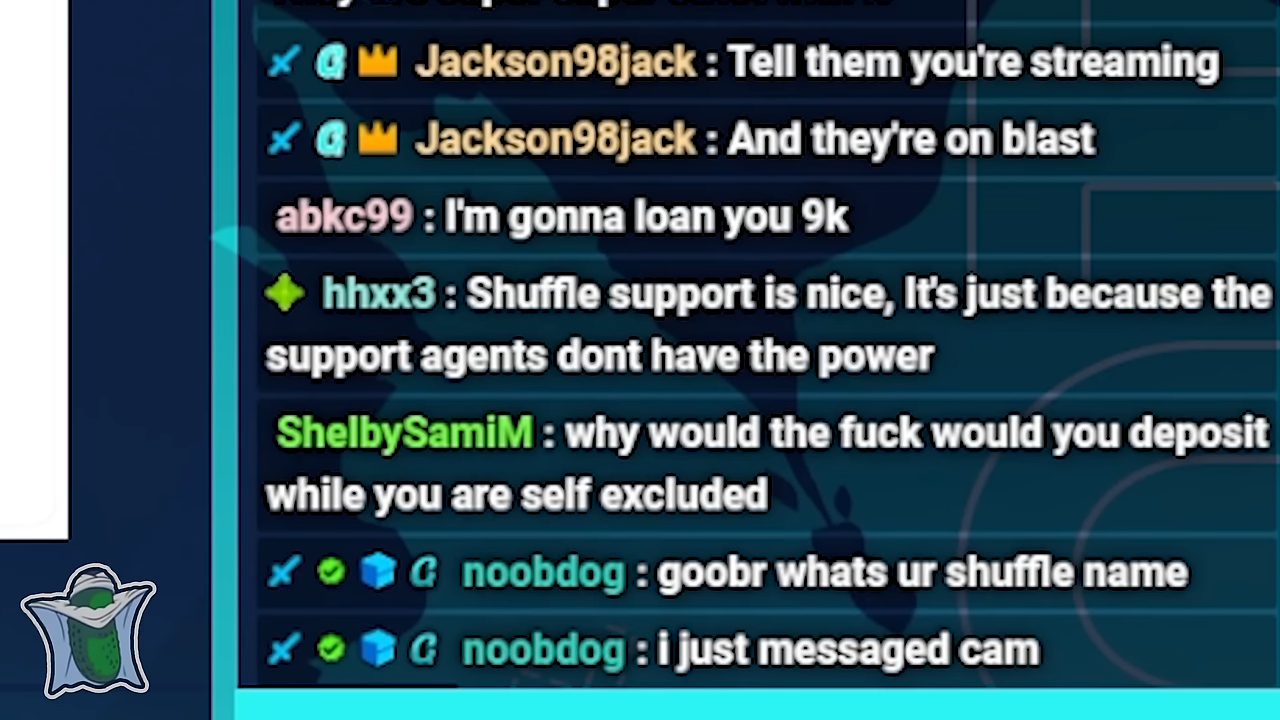 Jackson98jack : Tell them you're streaming
Jackson98jack : And they're on blast
abkc99 : I'm gonna loan you 9k
hhxx3 : Shuffle support is nice, It's just because the
support agents dont have the power
ShelbySamiM : why would the fuck would you deposit
while you are self excluded
noobdog : goobr whats ur shuffle name
noobdog : i just messaged cam